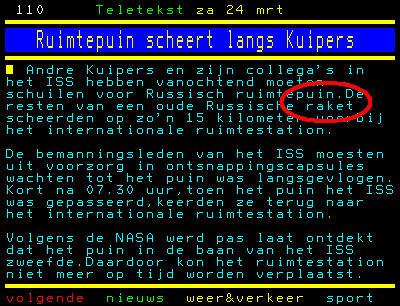 110 Teletekst za 24 mrt
Ruimtepuin scheert langs Kuipers
Andre Kuipers en zijn collega's in
het ISS hebben vanochtend moeten
schuilen voor Russisch ruimtepuin.De
resten van een oude Russische raket
scheerden op zo'n 15 kilometer voorbij
het internationale ruimtestation.
De bemanningsleden van het ISS moesten
uit voorzorg in ontsnappingscapsules
wachten tot het puin was langsgevlogen.
Kort na 07.30 uur,toen het puin het ISS
was gepasseerd,keerden ze terug naar
het internationale ruimtestation.
Volgens de NASA werd pas laat ontdekt
dat het puin in de baan van het ISS
zweefde.Daardoor kon het ruimtestation
niet meer op tijd worden verplaatst.
volgende nieuws weer&verkeer sport